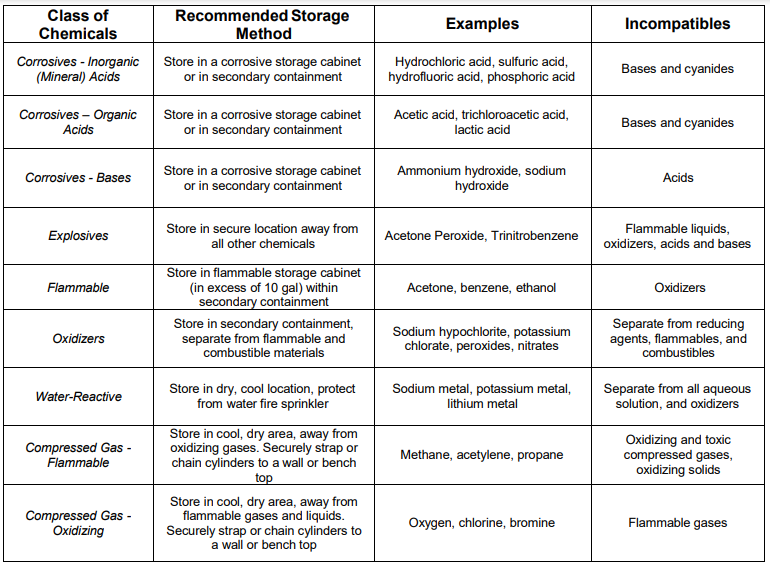 Class of
Chemicals
Recommended Storage
Method
Examples
Incompatibles
Corrosives - Inorganic
(Mineral) Acids
Store in a corrosive storage cabinet
or in secondary containment
Hydrochloric acid, sulfuric acid,
hydrofluoric acid, phosphoric acid
Bases and cyanides
Corrosives – Organic
Acids
Store in a corrosive storage cabinet
or in secondary containment
Acetic acid, trichloroacetic acid,
lactic acid
Bases and cyanides
Corrosives - Bases
Store in a corrosive storage cabinet
or in secondary containment
Ammonium hydroxide, sodium
hydroxide
Acids
Explosives
Store in secure location away from
all other chemicals
Acetone Peroxide, Trinitrobenzene
Flammable liquids,
oxidizers, acids and bases
Flammable
Store in flammable storage cabinet
(in excess of 10 gal) within
secondary containment
Acetone, benzene, ethanol
Oxidizers
Oxidizers
Store in secondary containment,
separate from flammable and
combustible materials
Sodium hypochlorite, potassium
chlorate, peroxides, nitrates
Separate from reducing
agents, flammables, and
combustibles
Water-Reactive
Store in dry, cool location, protect
from water fire sprinkler
Sodium metal, potassium metal,
lithium metal
Separate from all aqueous
solution, and oxidizers
Compressed Gas -
Flammable
Store in cool, dry area, away from
oxidizing gases. Securely strap or
chain cylinders to a wall or bench
top
Methane, acetylene, propane
Oxidizing and toxic
compressed gases,
oxidizing solids
Compressed Gas -
Oxidizing
Store in cool, dry area, away from
flammable gases and liquids.
Securely strap or chain cylinders to
a wall or bench top
Oxygen, chlorine, bromine
Flammable gases